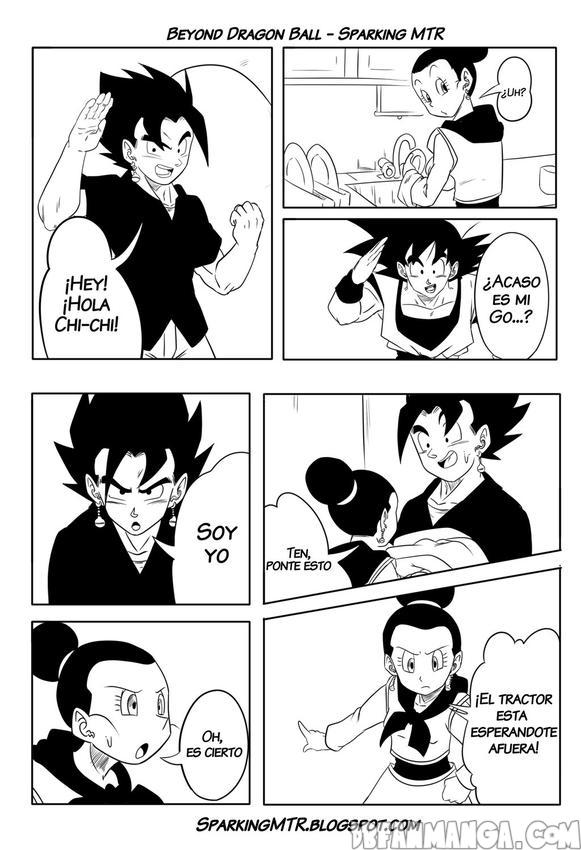 Beyond Dragon Ball - Sparking MTR
¡Hey!
¡Hola
Chi-chi!
¿Uh?
¿Acaso
es mi
Go...?
Soy
yo
Ten,
ponte esto
Oh,
es cierto
¡El tractor
esta
esperandote
afuera!
SparkingMTR.blogspot.com
DBFANMANGA.COM